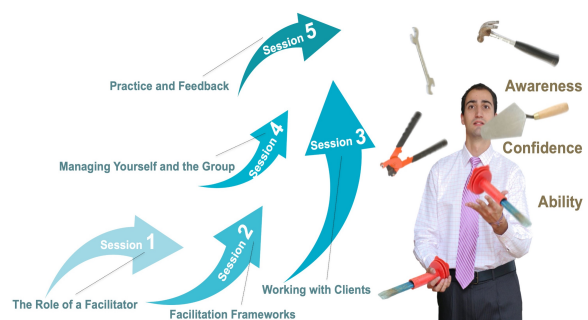 Session 5
Practice and Feedback
Awareness
Session 4
Session 3
Managing Yourself and the Group
Confidence
Ability
Session 1
Session 2
The Role of a Facilitator
Facilitation Frameworks
Working with Clients